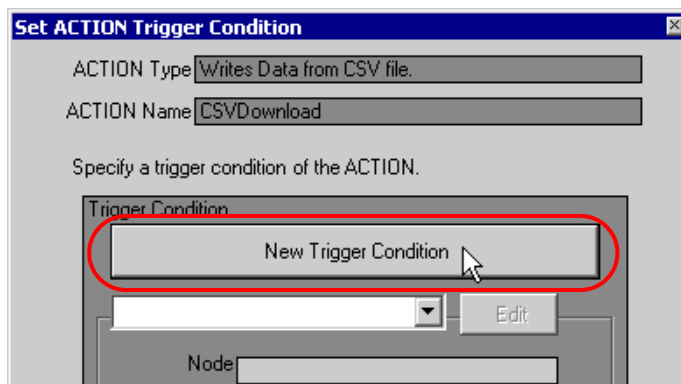 Set ACTION Trigger Condition
ACTION Type Writes Data from CSV file.
ACTION Name CSVDownload
Specify a trigger condition of the ACTION.
Trigger Condition
New Trigger Condition
Edit
Node